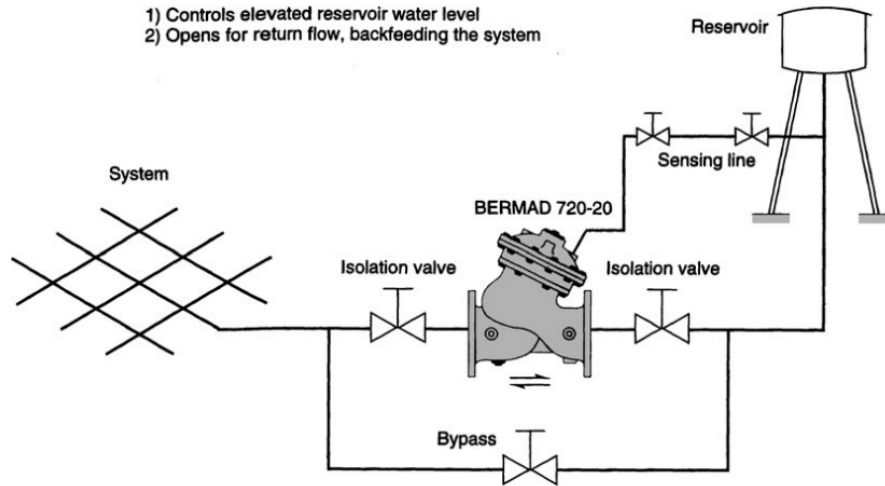 1) Controls elevated reservoir water level
2) Opens for return flow, backfeeding the system
Reservoir
Sensing line
System
BERMAD 720-20
Isolation valve
Isolation valve
Bypass